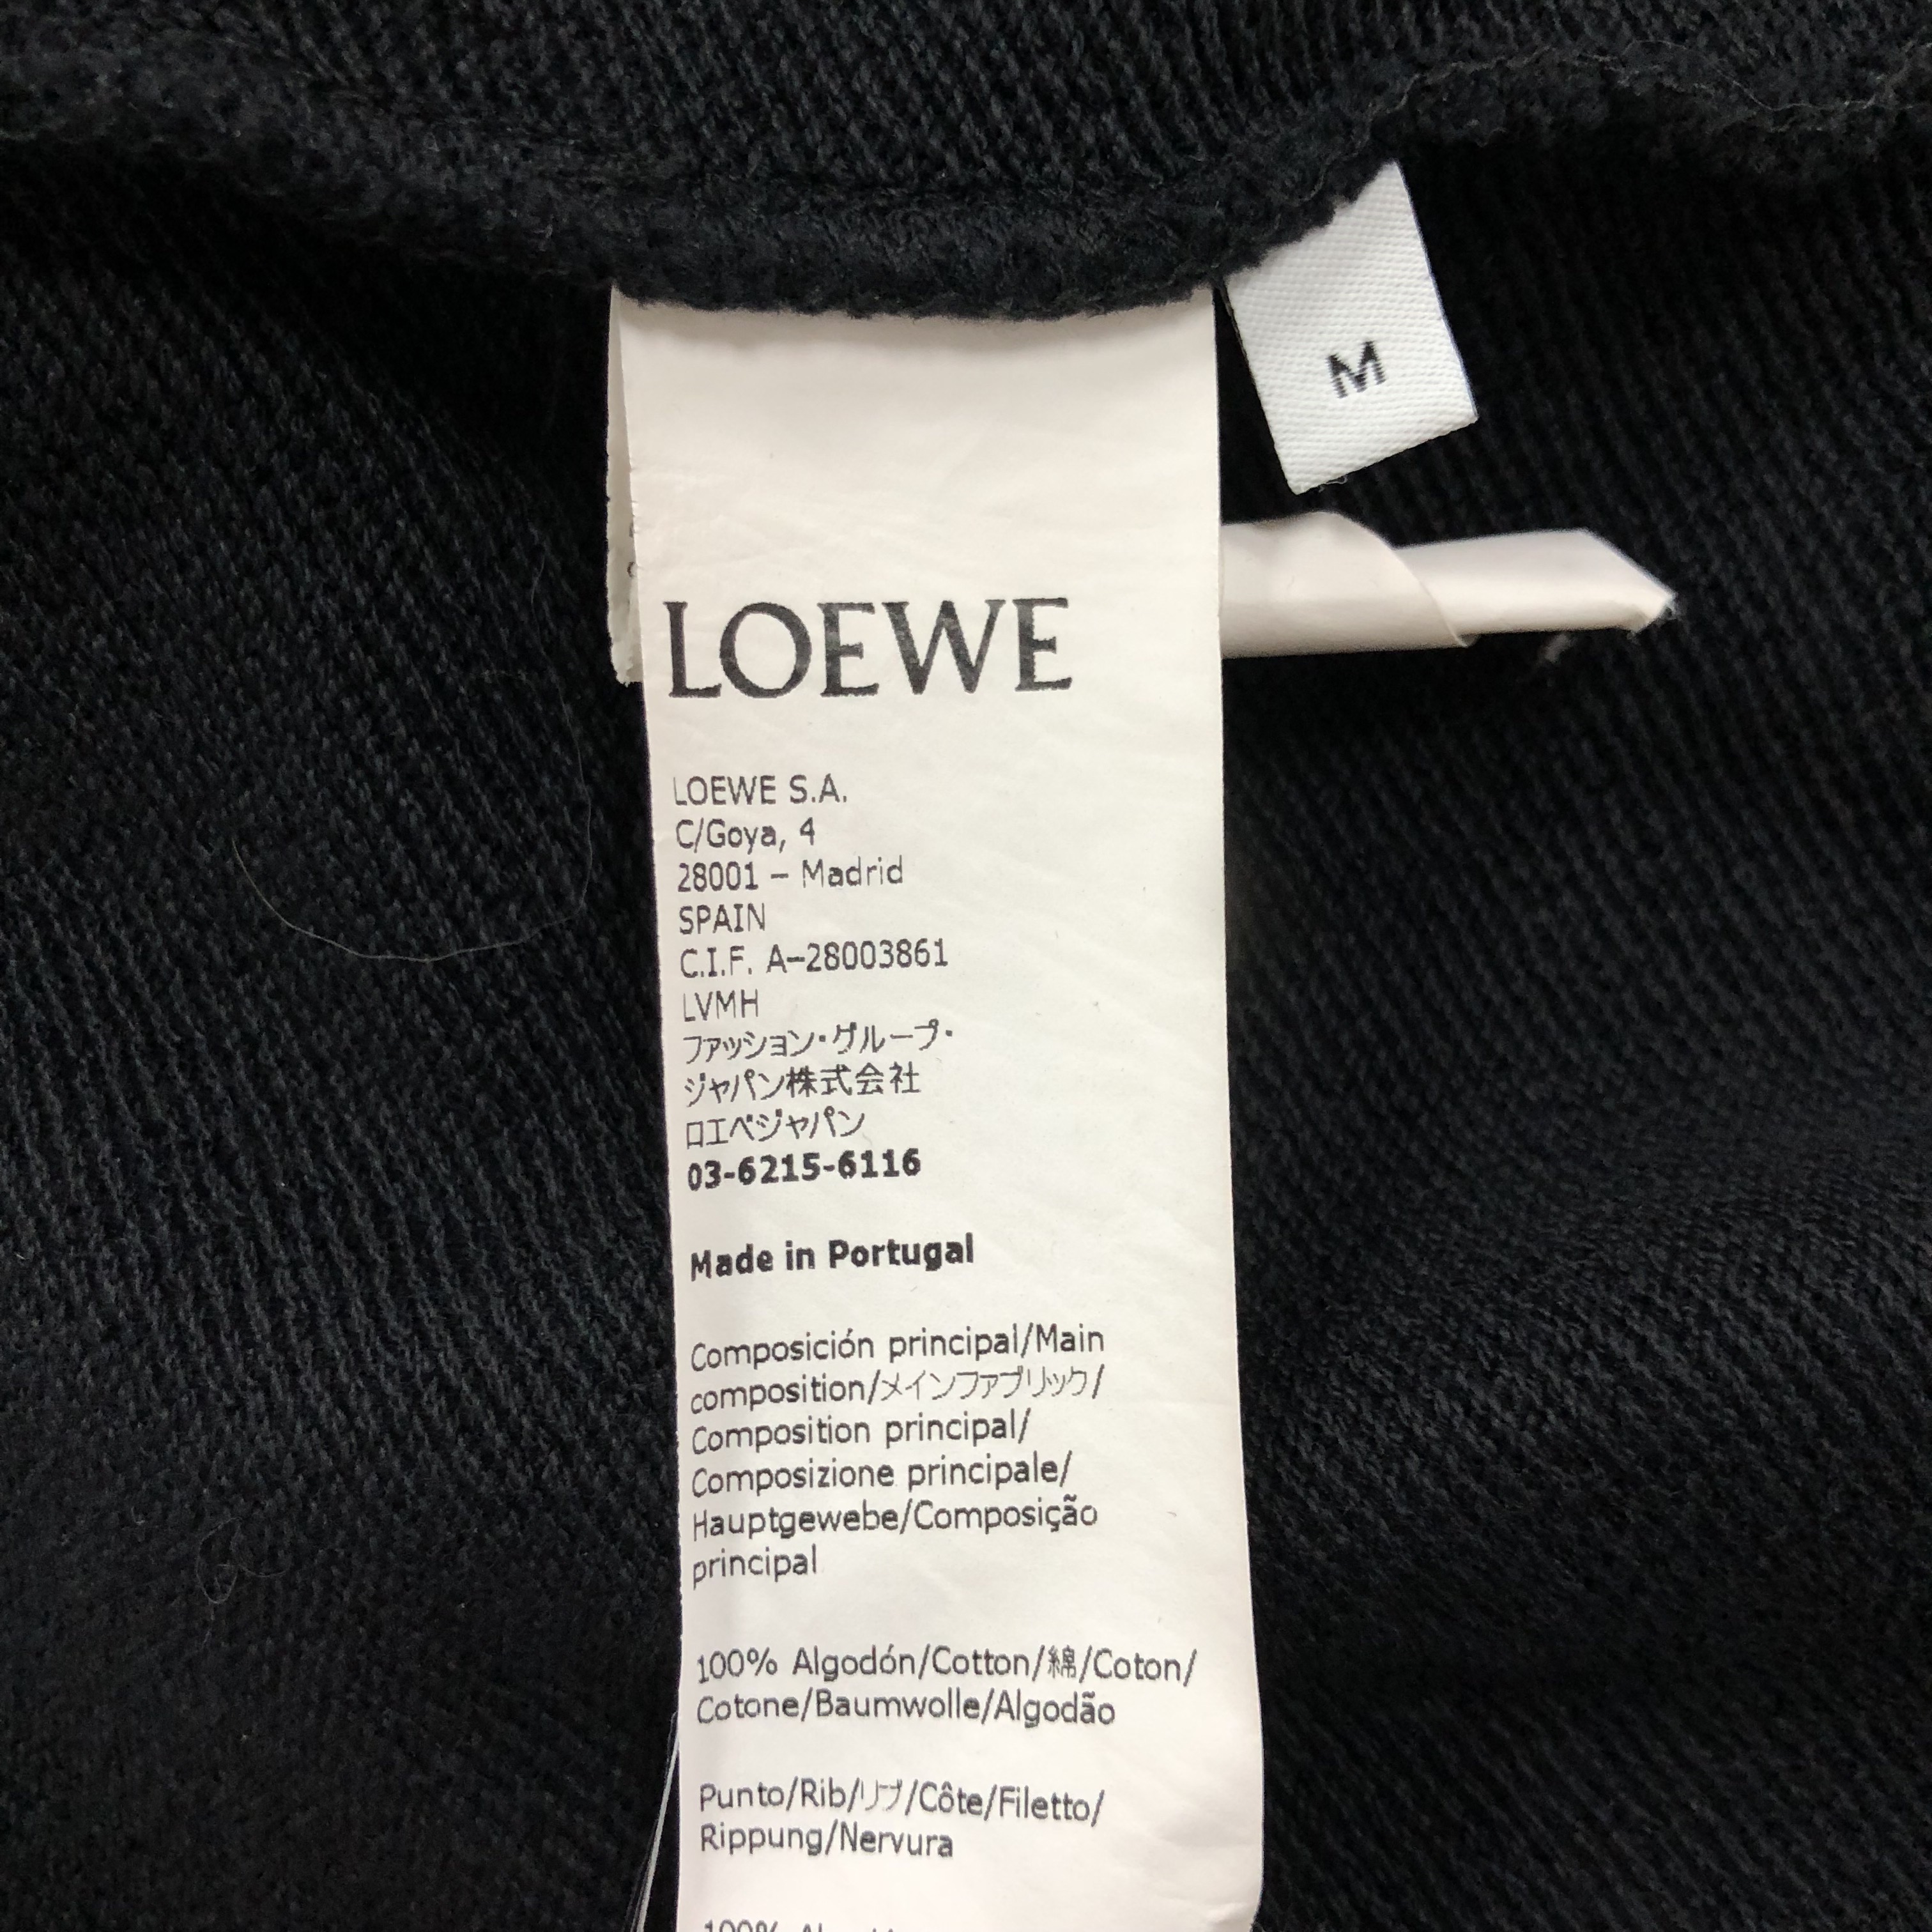 M
LOEWE
LOEWE S.A.
C/Goya, 4
28001 – Madrid
SPAIN
C.I.F. A–28003861
LVMH
ファッション・グループ・
ジャパン株式会社
ロエベジャパン
03-6215-6116
Made in Portugal
Composición principal/Main
composition/メインファブリック/
Composition principal/
Composizione principale/
Hauptgewebe/Composição
principal
100% Algodón/Cotton/綿/Coton/
Cotone/Baumwolle/Algodão
Punto/Rib/リブ/Côte/Filetto/
Rippung/Nervura
100%